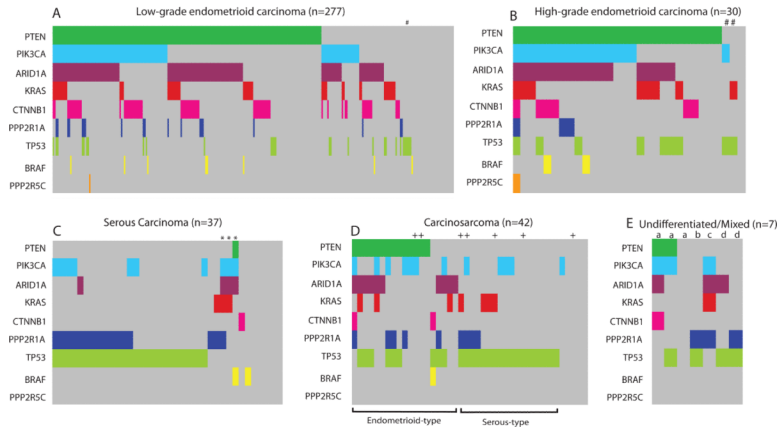 A Low-grade endometrioid carcinoma (n=277)
#
PTEN
PIK3CA
ARID1A
KRAS
CTNNB1
PPP2R1A
TP53
BRAF
PPP2R5C
B High-grade endometrioid carcinoma (n=30)
# #
PTEN
PIK3CA
ARID1A
KRAS
CTNNB1
PPP2R1A
TP53
BRAF
PPP2R5C
C Serous Carcinoma (n=37)
* * *
PTEN
PIK3CA
ARID1A
KRAS
CTNNB1
PPP2R1A
TP53
BRAF
PPP2R5C
D Carcinosarcoma (n=42)
++ ++ + + +
PTEN
PIK3CA
ARID1A
KRAS
CTNNB1
PPP2R1A
TP53
BRAF
PPP2R5C
Endometrioid-type Serous-type
E Undifferentiated/Mixed (n=7)
a a a b c d d
PTEN
PIK3CA
ARID1A
KRAS
CTNNB1
PPP2R1A
TP53
BRAF
PPP2R5C